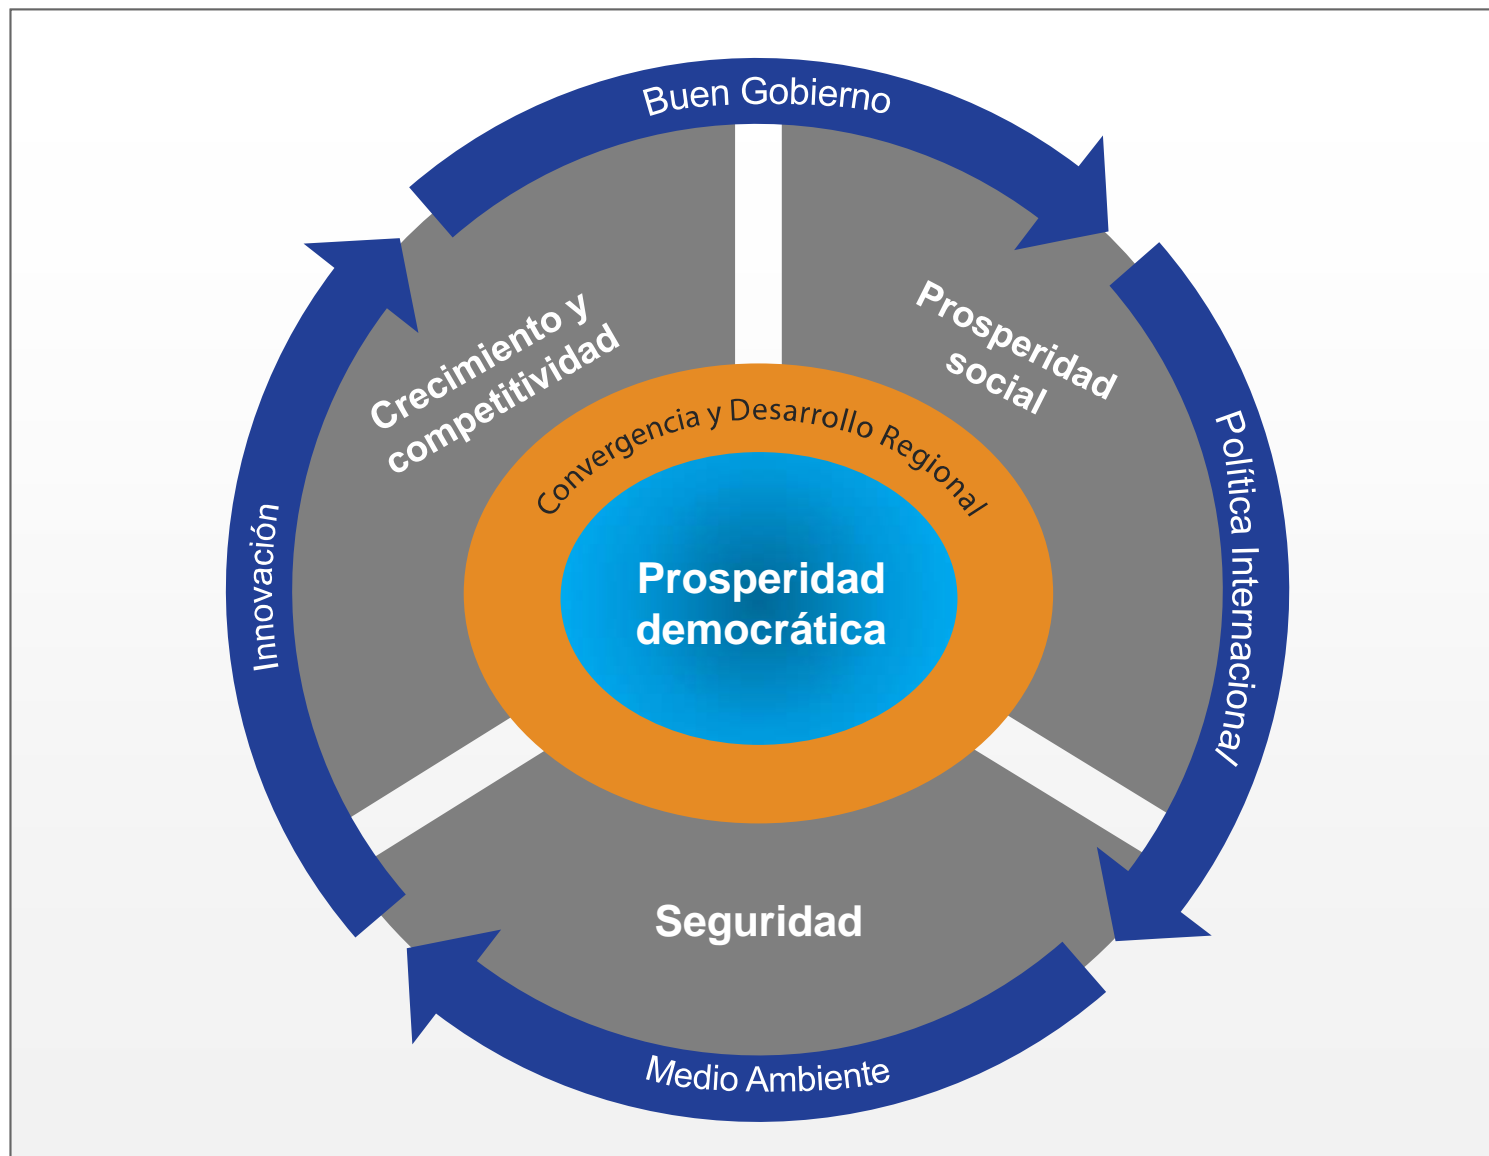 Buen Gobierno
Crecimiento y
competitividad
Prosperidad
social
Convergencia y Desarrollo Regional
Política Internacional
Innovación
Prosperidad
democrática
Seguridad
Medio Ambiente